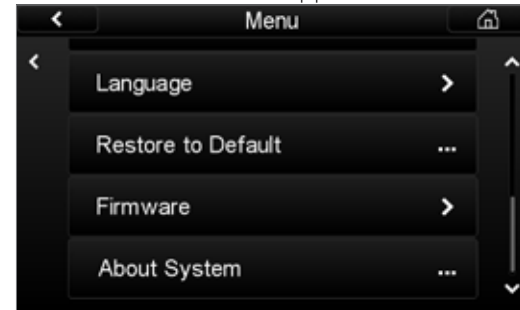 Menu
Language
Restore to Default
...
Firmware
About System
...